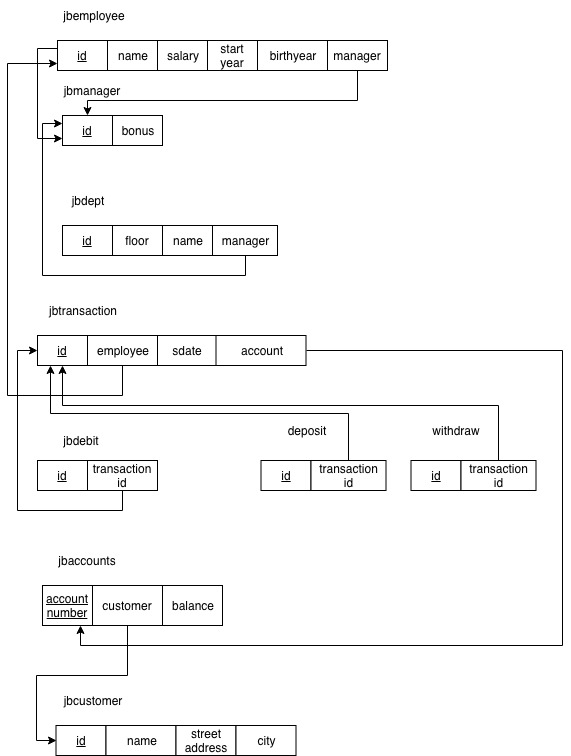 jbemployee
id name salary start year birthyear manager
jbmanager
id bonus
jbdept
id floor name manager
jbtransaction
id employee sdate account
deposit withdraw
jbdebit
id transaction id id transaction id id transaction id
jbaccounts
account number customer balance
jbcustomer
id name street address city